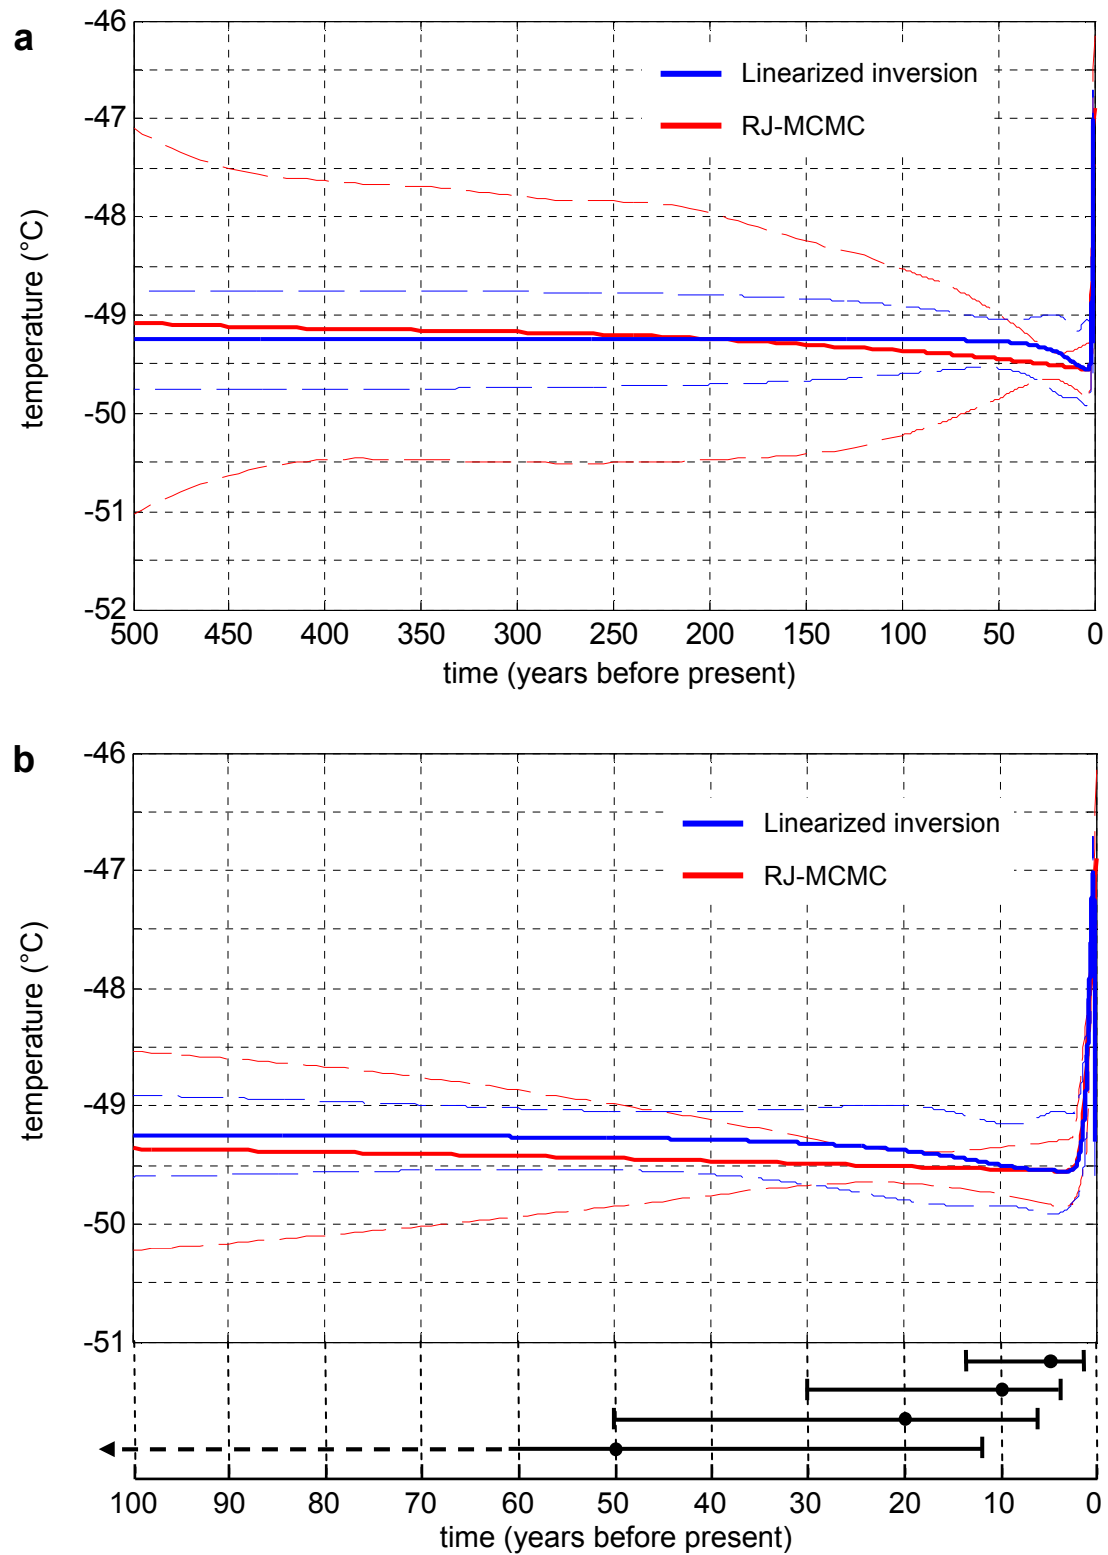 a
-46
-47
-48
-49
-50
-51
-52
temperature (°C)
Linearized inversion
RJ-MCMC
500 450 400 350 300 250 200 150 100 50 0
time (years before present)
b
-46
-47
-48
-49
-50
-51
temperature (°C)
Linearized inversion
RJ-MCMC
100 90 80 70 60 50 40 30 20 10 0
time (years before present)